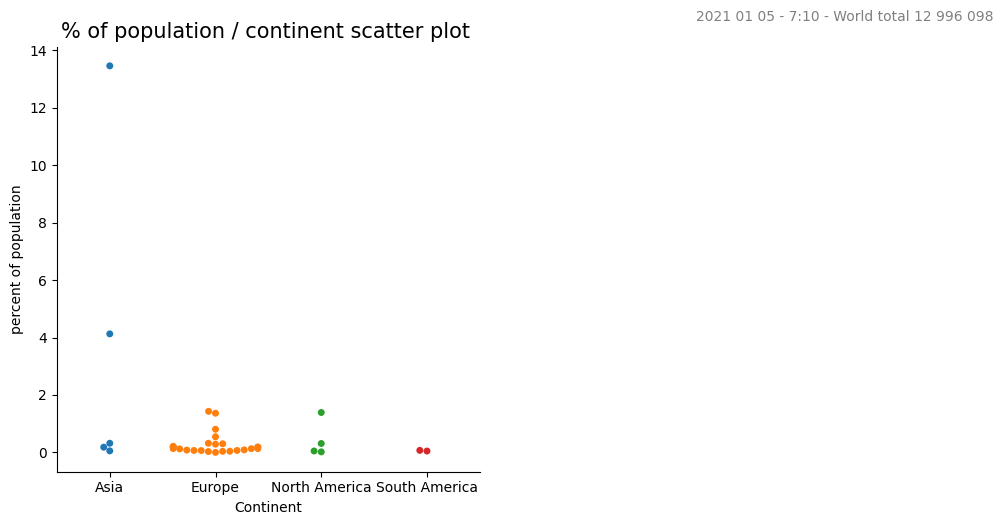 2021 01 05 - 7:10 - World total 12 996 098
% of population / continent scatter plot
14
12
10
8
6
4
2
0
percent of population
Asia Europe North America South America
Continent